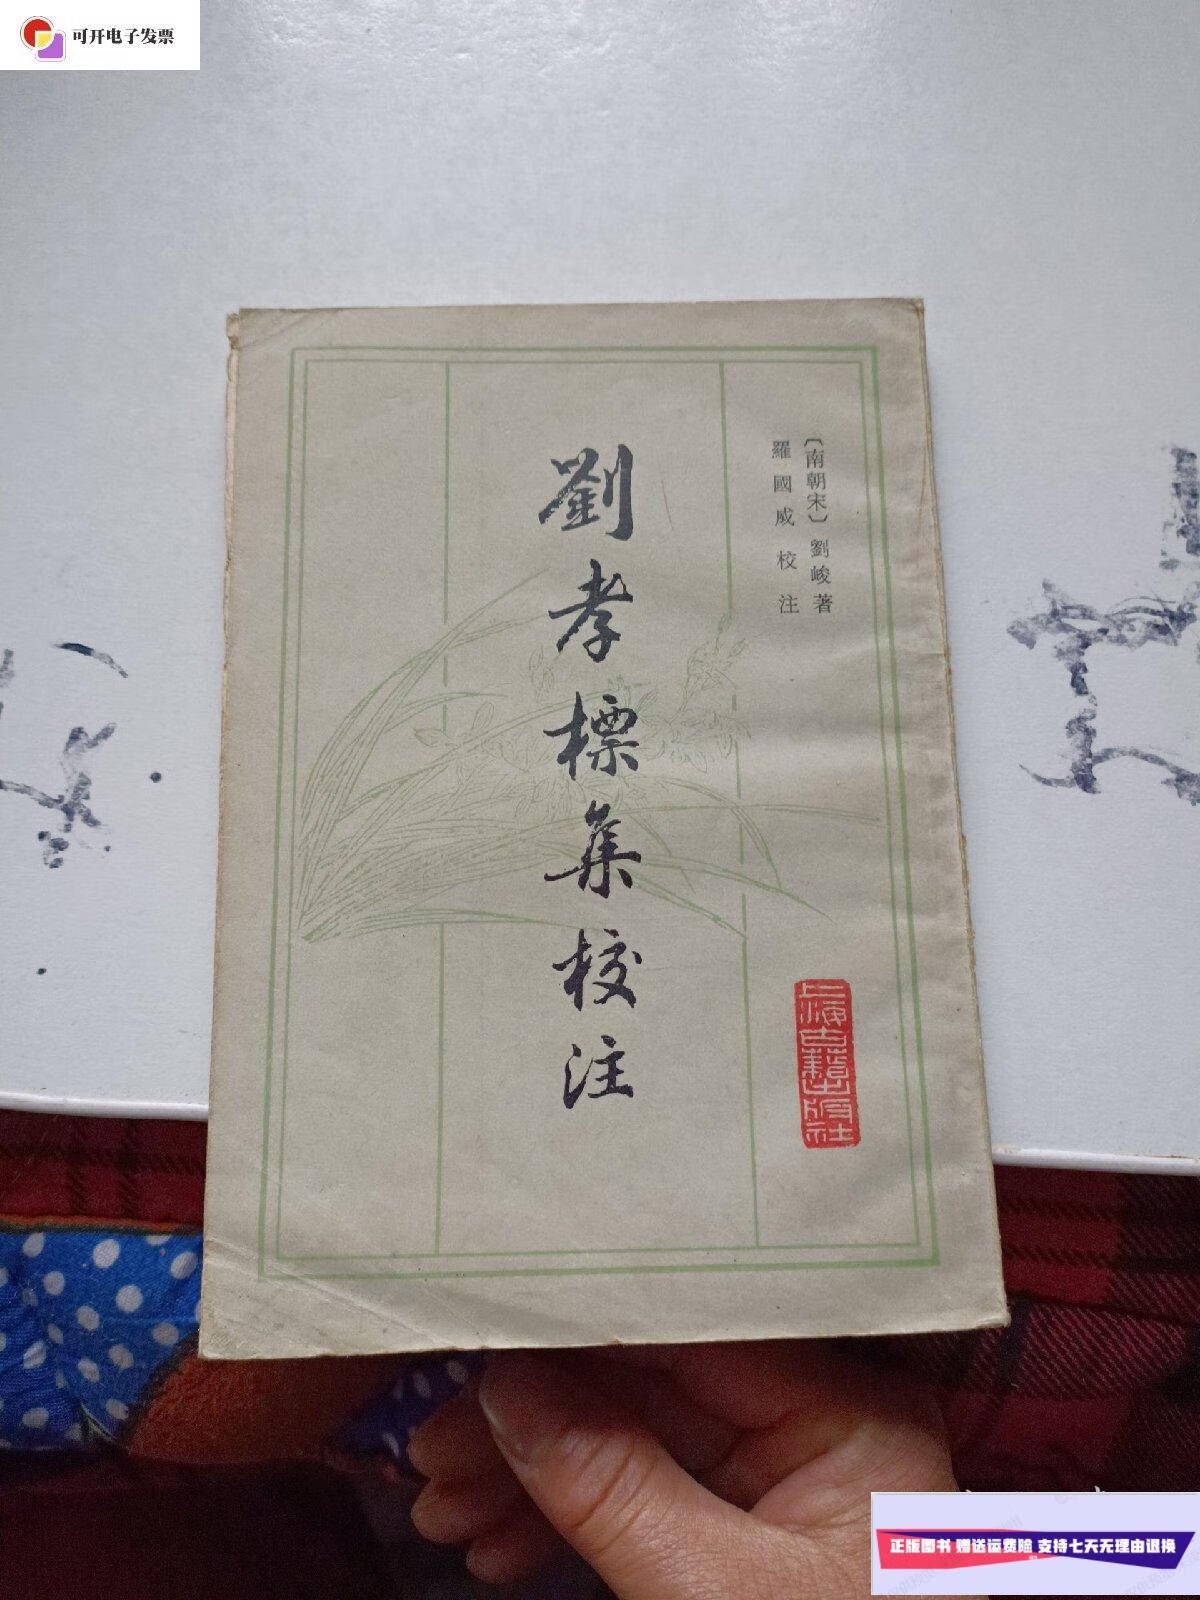 可开电子发票
〔南朝宋〕劉峻著
羅國威校注
劉孝標集校注
上海古籍出版社
正版图书 赠送运费险 支持七天无理由退换